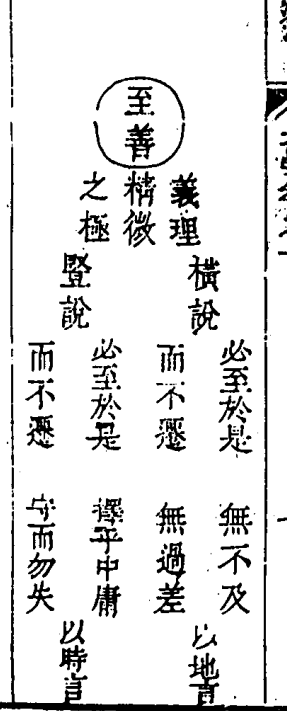 至善
義理
精微
之極
橫說
必至於是
無不及
而不遷
無過差
以地言
竪說
必至於是
擇乎中庸
而不遷
守而勿失
以時言